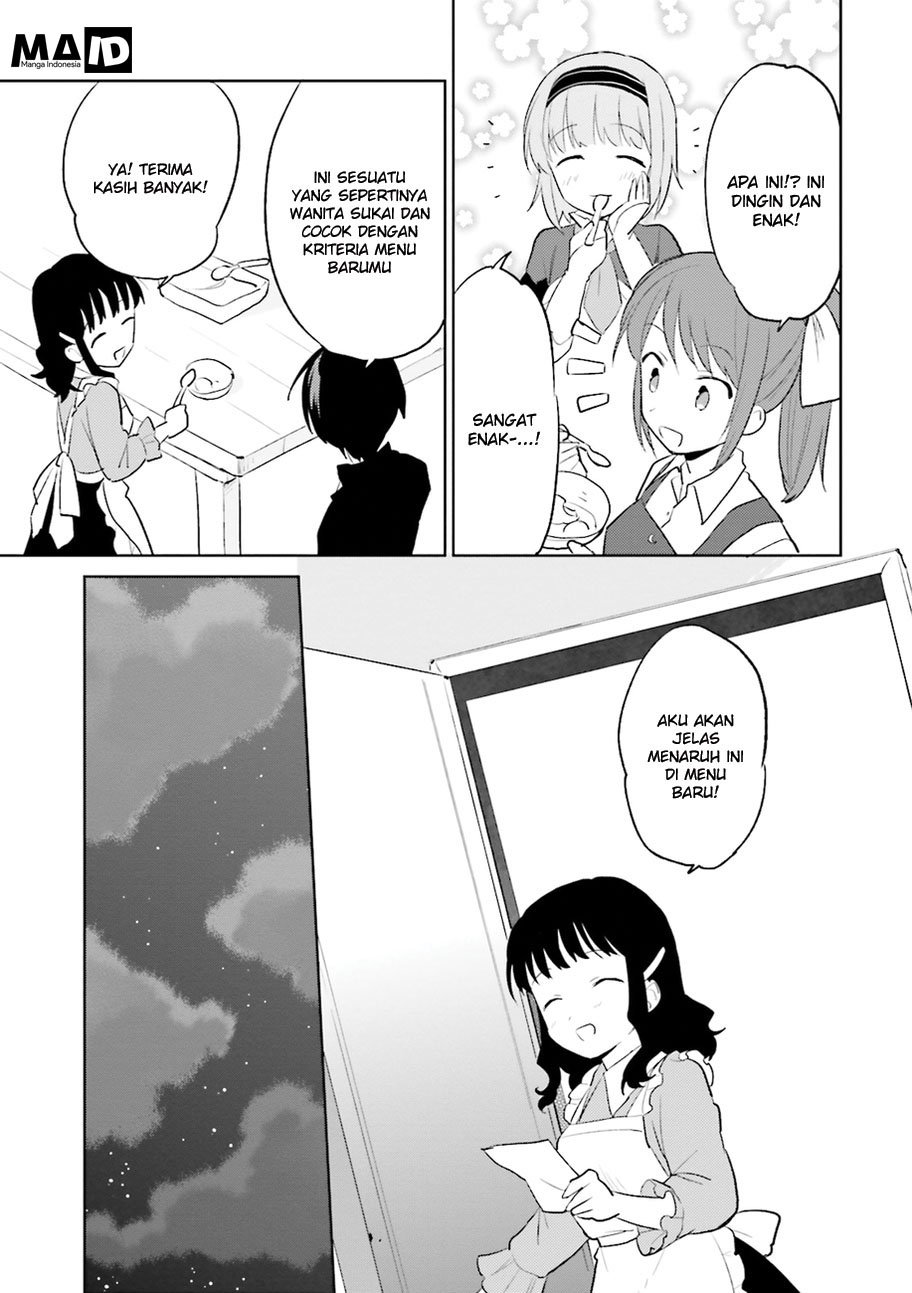 MAID
Manga Indonesia
APA INI!? INI
DINGIN DAN
ENAK!
SANGAT
ENAK-...!
INI SESUATU
YANG SEPERTINYA
WANITA SUKAI DAN
COCOK DENGAN
KRITERIA MENU
BARUMU
YA! TERIMA
KASIH BANYAK!
AKU AKAN
JELAS
MENARUH INI
DI MENU
BARU!